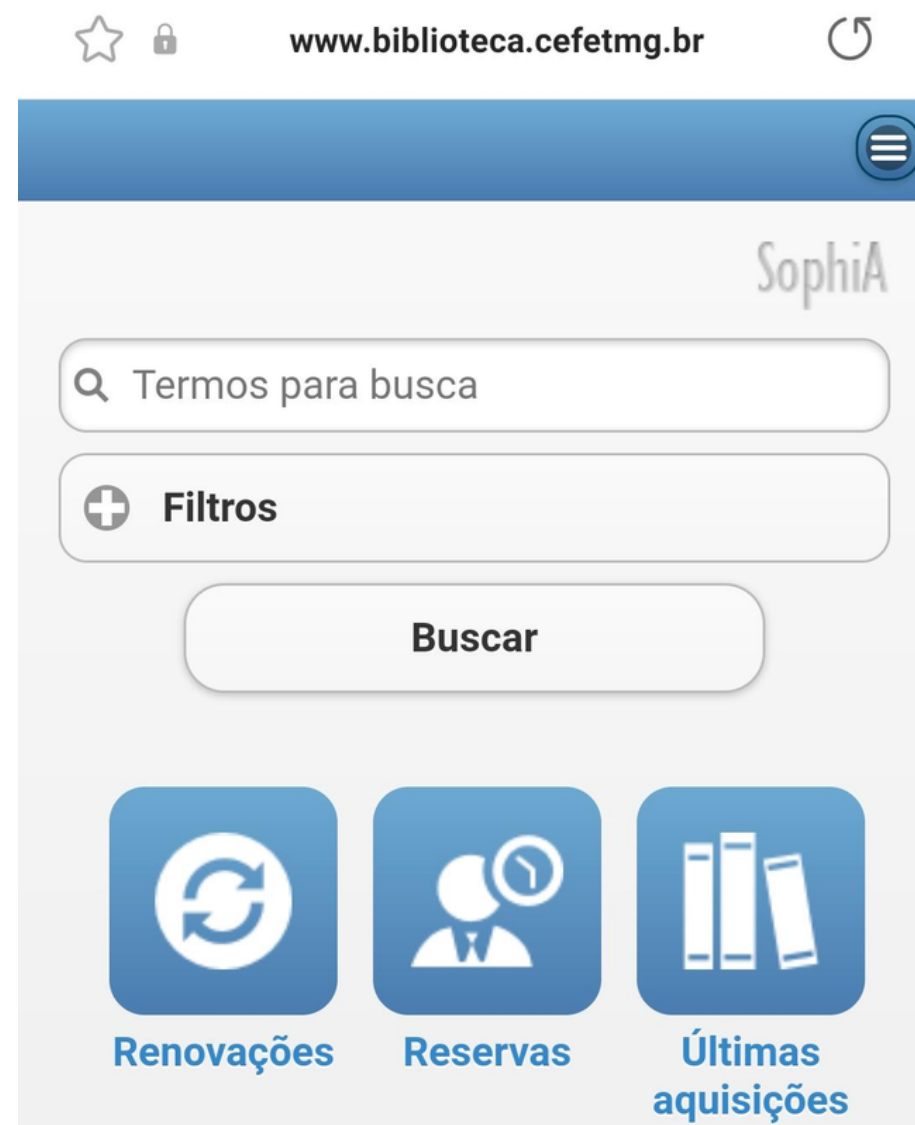 www.biblioteca.cefetmg.br
SophiA
Termos para busca
Filtros
Buscar
Renovações
Reservas
Últimas
aquisições